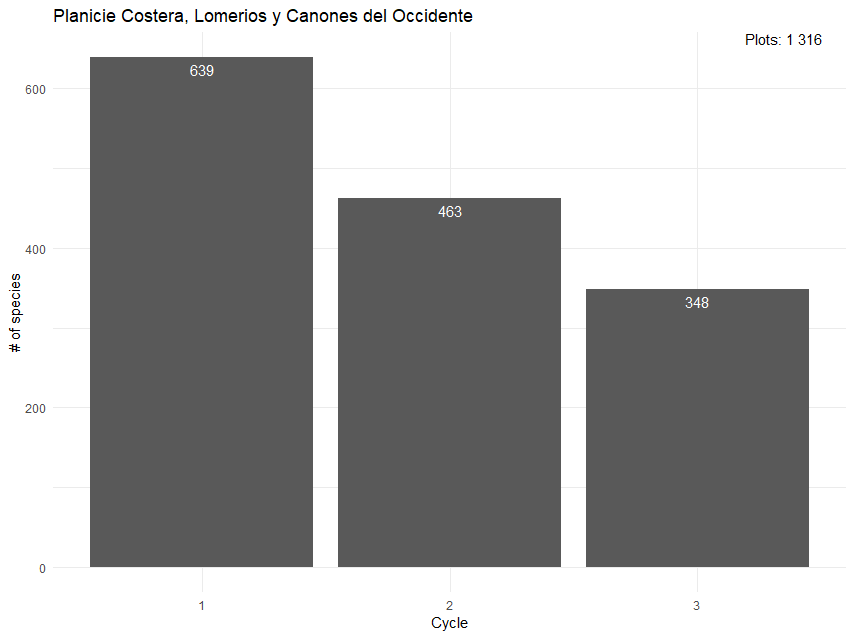 Planicie Costera, Lomerios y Canones del Occidente
Plots: 1 316
639
600
463
400
# of species
348
200
0
1
2
3
Cycle